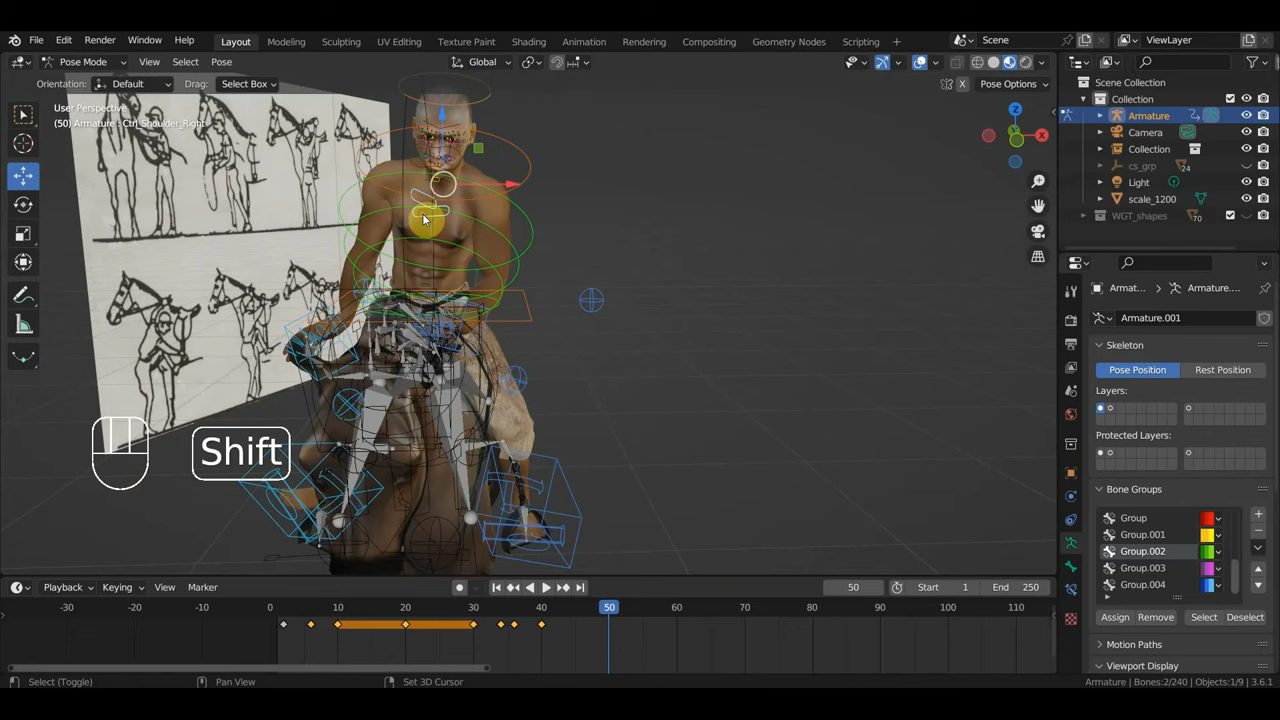 File Edit Render Window Help Layout Modeling Sculpting UV Editing Texture Paint Shading Animation Rendering Compositing Geometry Nodes Scripting + Scene ViewLayer
Pose Mode View Select Pose Global
Orientation: Default Drag: Select Box X Pose Options
User Perspective
(50) Armature : Ctrl_Shoulder_Right
Z
X
Shift
Scene Collection
Collection
Armature
Camera
Collection
cs_grp 24
Light
scale_1200
WGT_shapes 70
Armat... Armature....
Armature.001
Skeleton
Pose Position Rest Position
Layers:
Protected Layers:
Bone Groups
Group
Group.001
Group.002
Group.003
Group.004
Assign Remove Select Deselect
Motion Paths
Viewport Display
Playback Keying View Marker 50 Start 1 End 250
-30 -20 -10 0 10 20 30 40 50 60 70 80 90 100 110
Select (Toggle) Pan View Set 3D Cursor Armature | Bones:2/240 | Objects:1/9 | 3.6.1